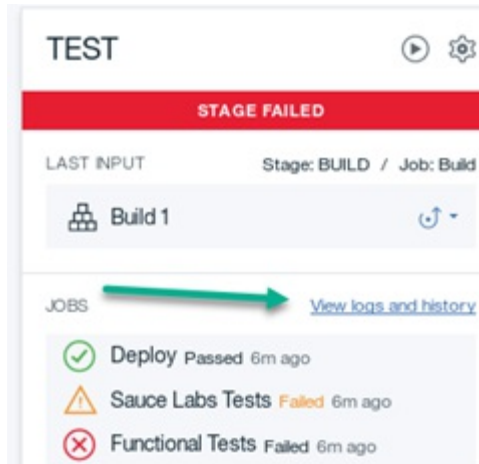 TEST
STAGE FAILED
LAST INPUT Stage: BUILD / Job: Build
Build 1
JOBS View logs and history
Deploy Passed 6m ago
Sauce Labs Tests Failed 6m ago
Functional Tests Failed 6m ago